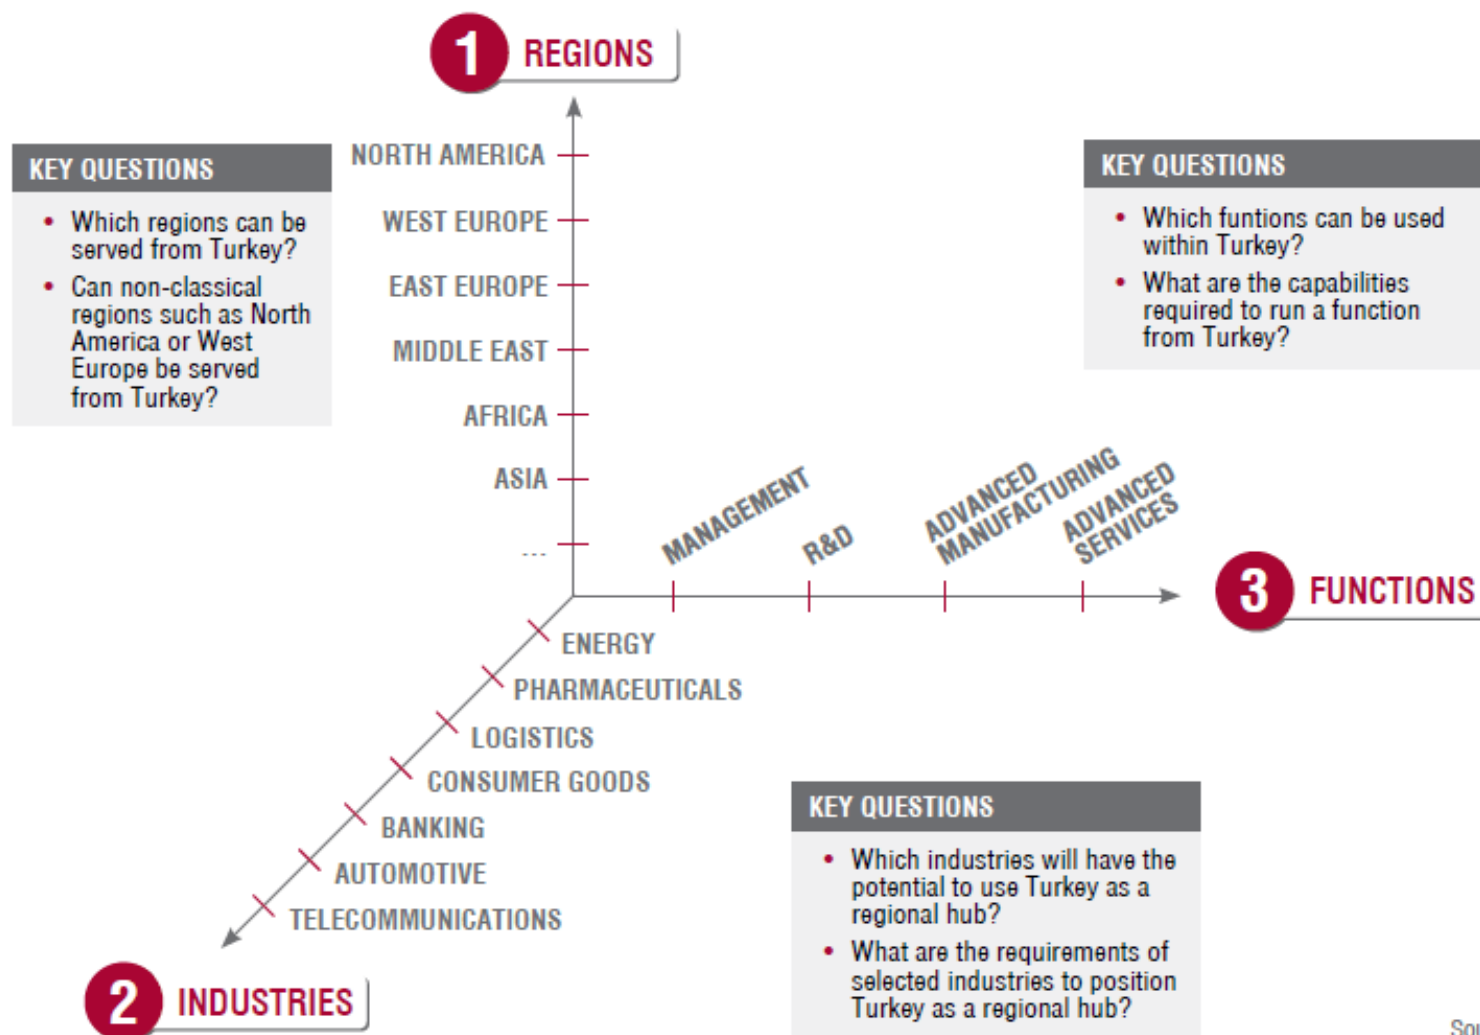 1 REGIONS
KEY QUESTIONS
• Which regions can be
served from Turkey?
• Can non-classical
regions such as North
America or West
Europe be served
from Turkey?
NORTH AMERICA
WEST EUROPE
EAST EUROPE
MIDDLE EAST
AFRICA
ASIA
...
KEY QUESTIONS
• Which funtions can be used
within Turkey?
• What are the capabilities
required to run a function
from Turkey?
MANAGEMENT
R&D
ADVANCED
MANUFACTURING
ADVANCED
SERVICES
3 FUNCTIONS
ENERGY
PHARMACEUTICALS
LOGISTICS
CONSUMER GOODS
BANKING
AUTOMOTIVE
TELECOMMUNICATIONS
2 INDUSTRIES
KEY QUESTIONS
• Which industries will have the
potential to use Turkey as a
regional hub?
• What are the requirements of
selected industries to position
Turkey as a regional hub?